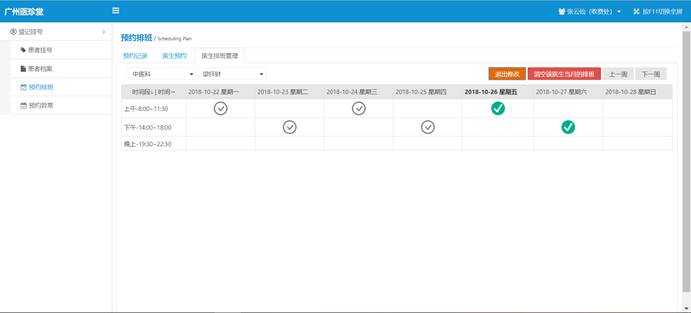 广州医珍堂
张云仙（收费处）
按F11切换全屏
登记挂号
患者挂号
患者档案
预约排班
预约异常
预约排班 / Scheduling Plan
预约记录 医生预约 医生排班管理
中医科 梁仟财 退出修改 清空该医生当月的排班 上一周 下一周
时间段↓ | 时间→ 2018-10-22 星期一 2018-10-23 星期二 2018-10-24 星期三 2018-10-25 星期四 2018-10-26 星期五 2018-10-27 星期六 2018-10-28 星期日
上午-8:00~11:30
下午-14:00~18:00
晚上-19:30~22:30